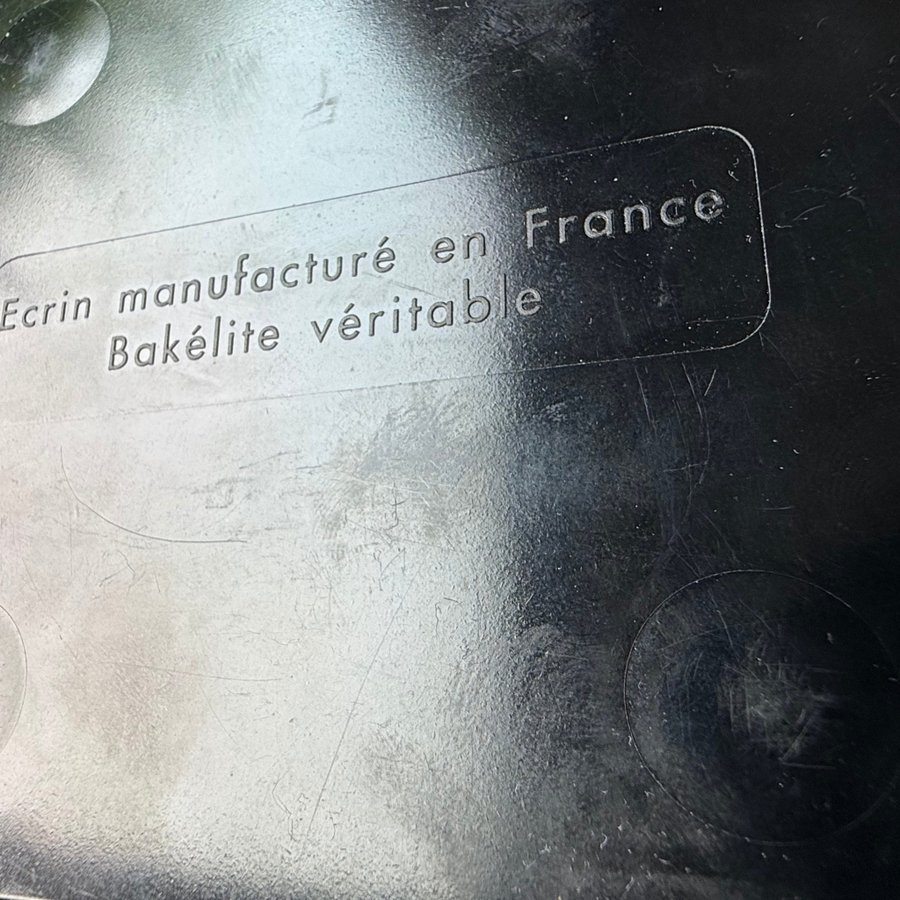 Ecrin manufacturé en France
Bakélite véritable